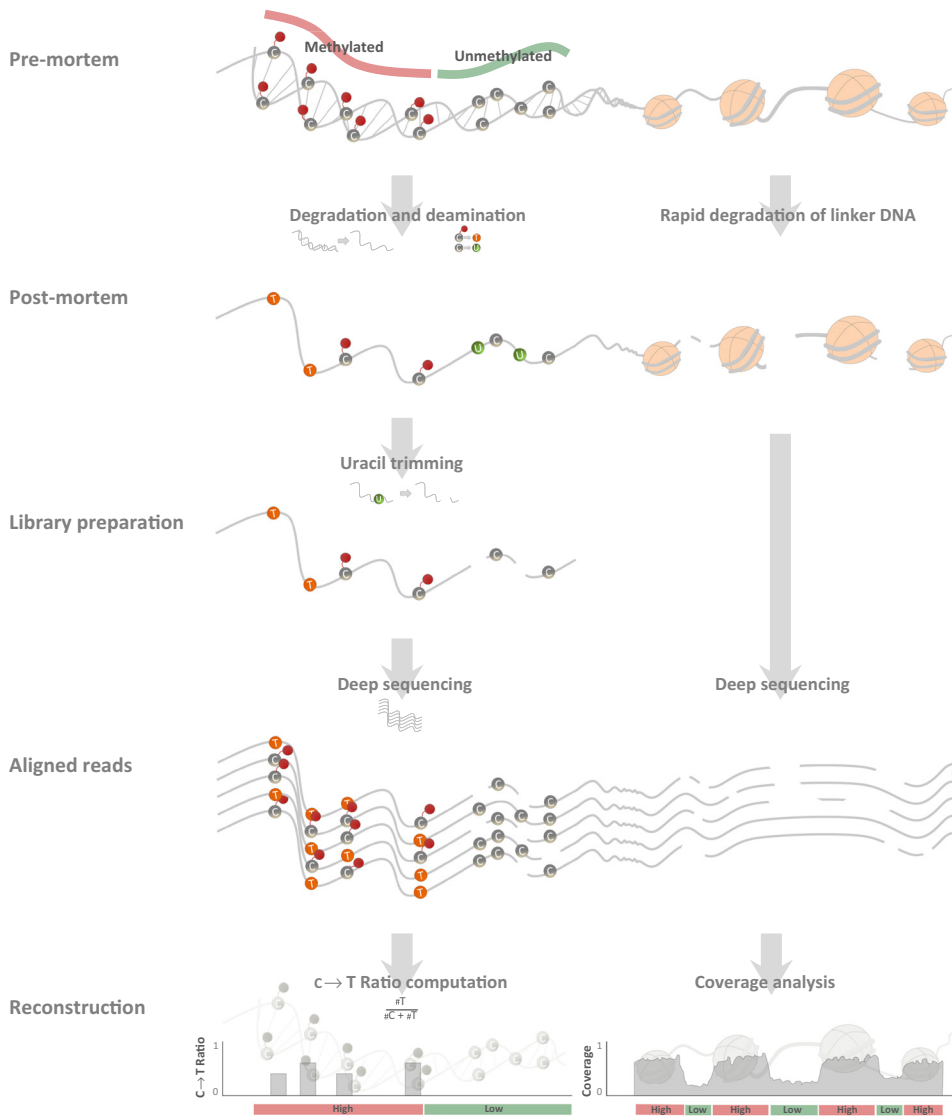 Methylated
Unmethylated
Pre-mortem
C C C C C C C C C C C C C C
Degradation and deamination
Rapid degradation of linker DNA
C T
C U
Post-mortem
T
T C C U C U C
Uracil trimming
U
Library preparation
T
T C C C C
Deep sequencing
Deep sequencing
Aligned reads
T
C
C
T
C
C → T Ratio computation
Coverage analysis
#T
#C + #T
Reconstruction
C → T Ratio
1
0
Coverage
1
0
High Low
High Low High Low High Low High